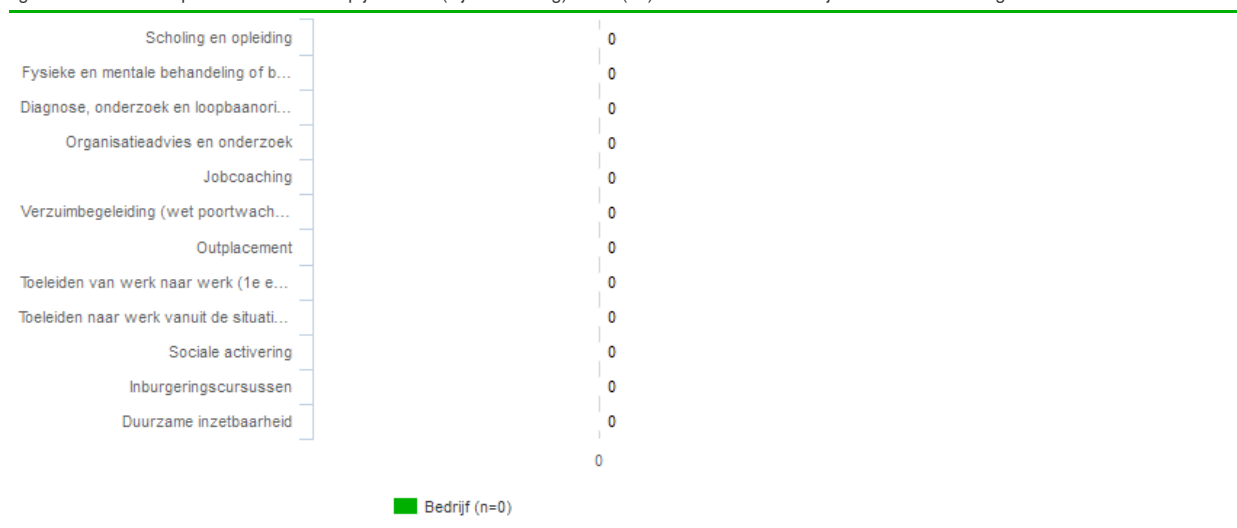 Scholing en opleiding 0
Fysieke en mentale behandeling of b... 0
Diagnose, onderzoek en loopbaanori... 0
Organisatieadvies en onderzoek 0
Jobcoaching 0
Verzuimbegeleiding (wet poortwach... 0
Outplacement 0
Toeleiden van werk naar werk (1e e... 0
Toeleiden naar werk vanuit de situati... 0
Sociale activering 0
Inburgeringscursussen 0
Duurzame inzetbaarheid 0
0
Bedrijf (n=0)